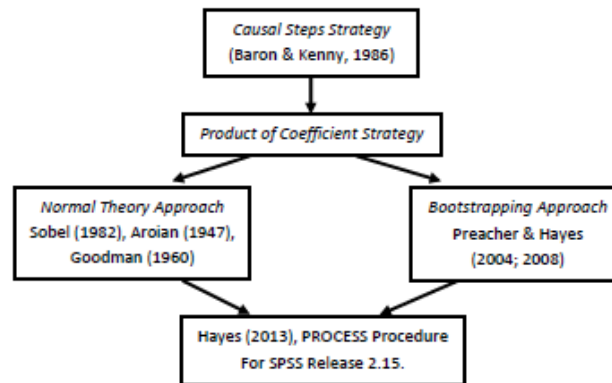 Causal Steps Strategy
(Baron & Kenny, 1986)
Product of Coefficient Strategy
Normal Theory Approach
Sobel (1982), Aroian (1947),
Goodman (1960)
Bootstrapping Approach
Preacher & Hayes
(2004; 2008)
Hayes (2013), PROCESS Procedure
For SPSS Release 2.15.